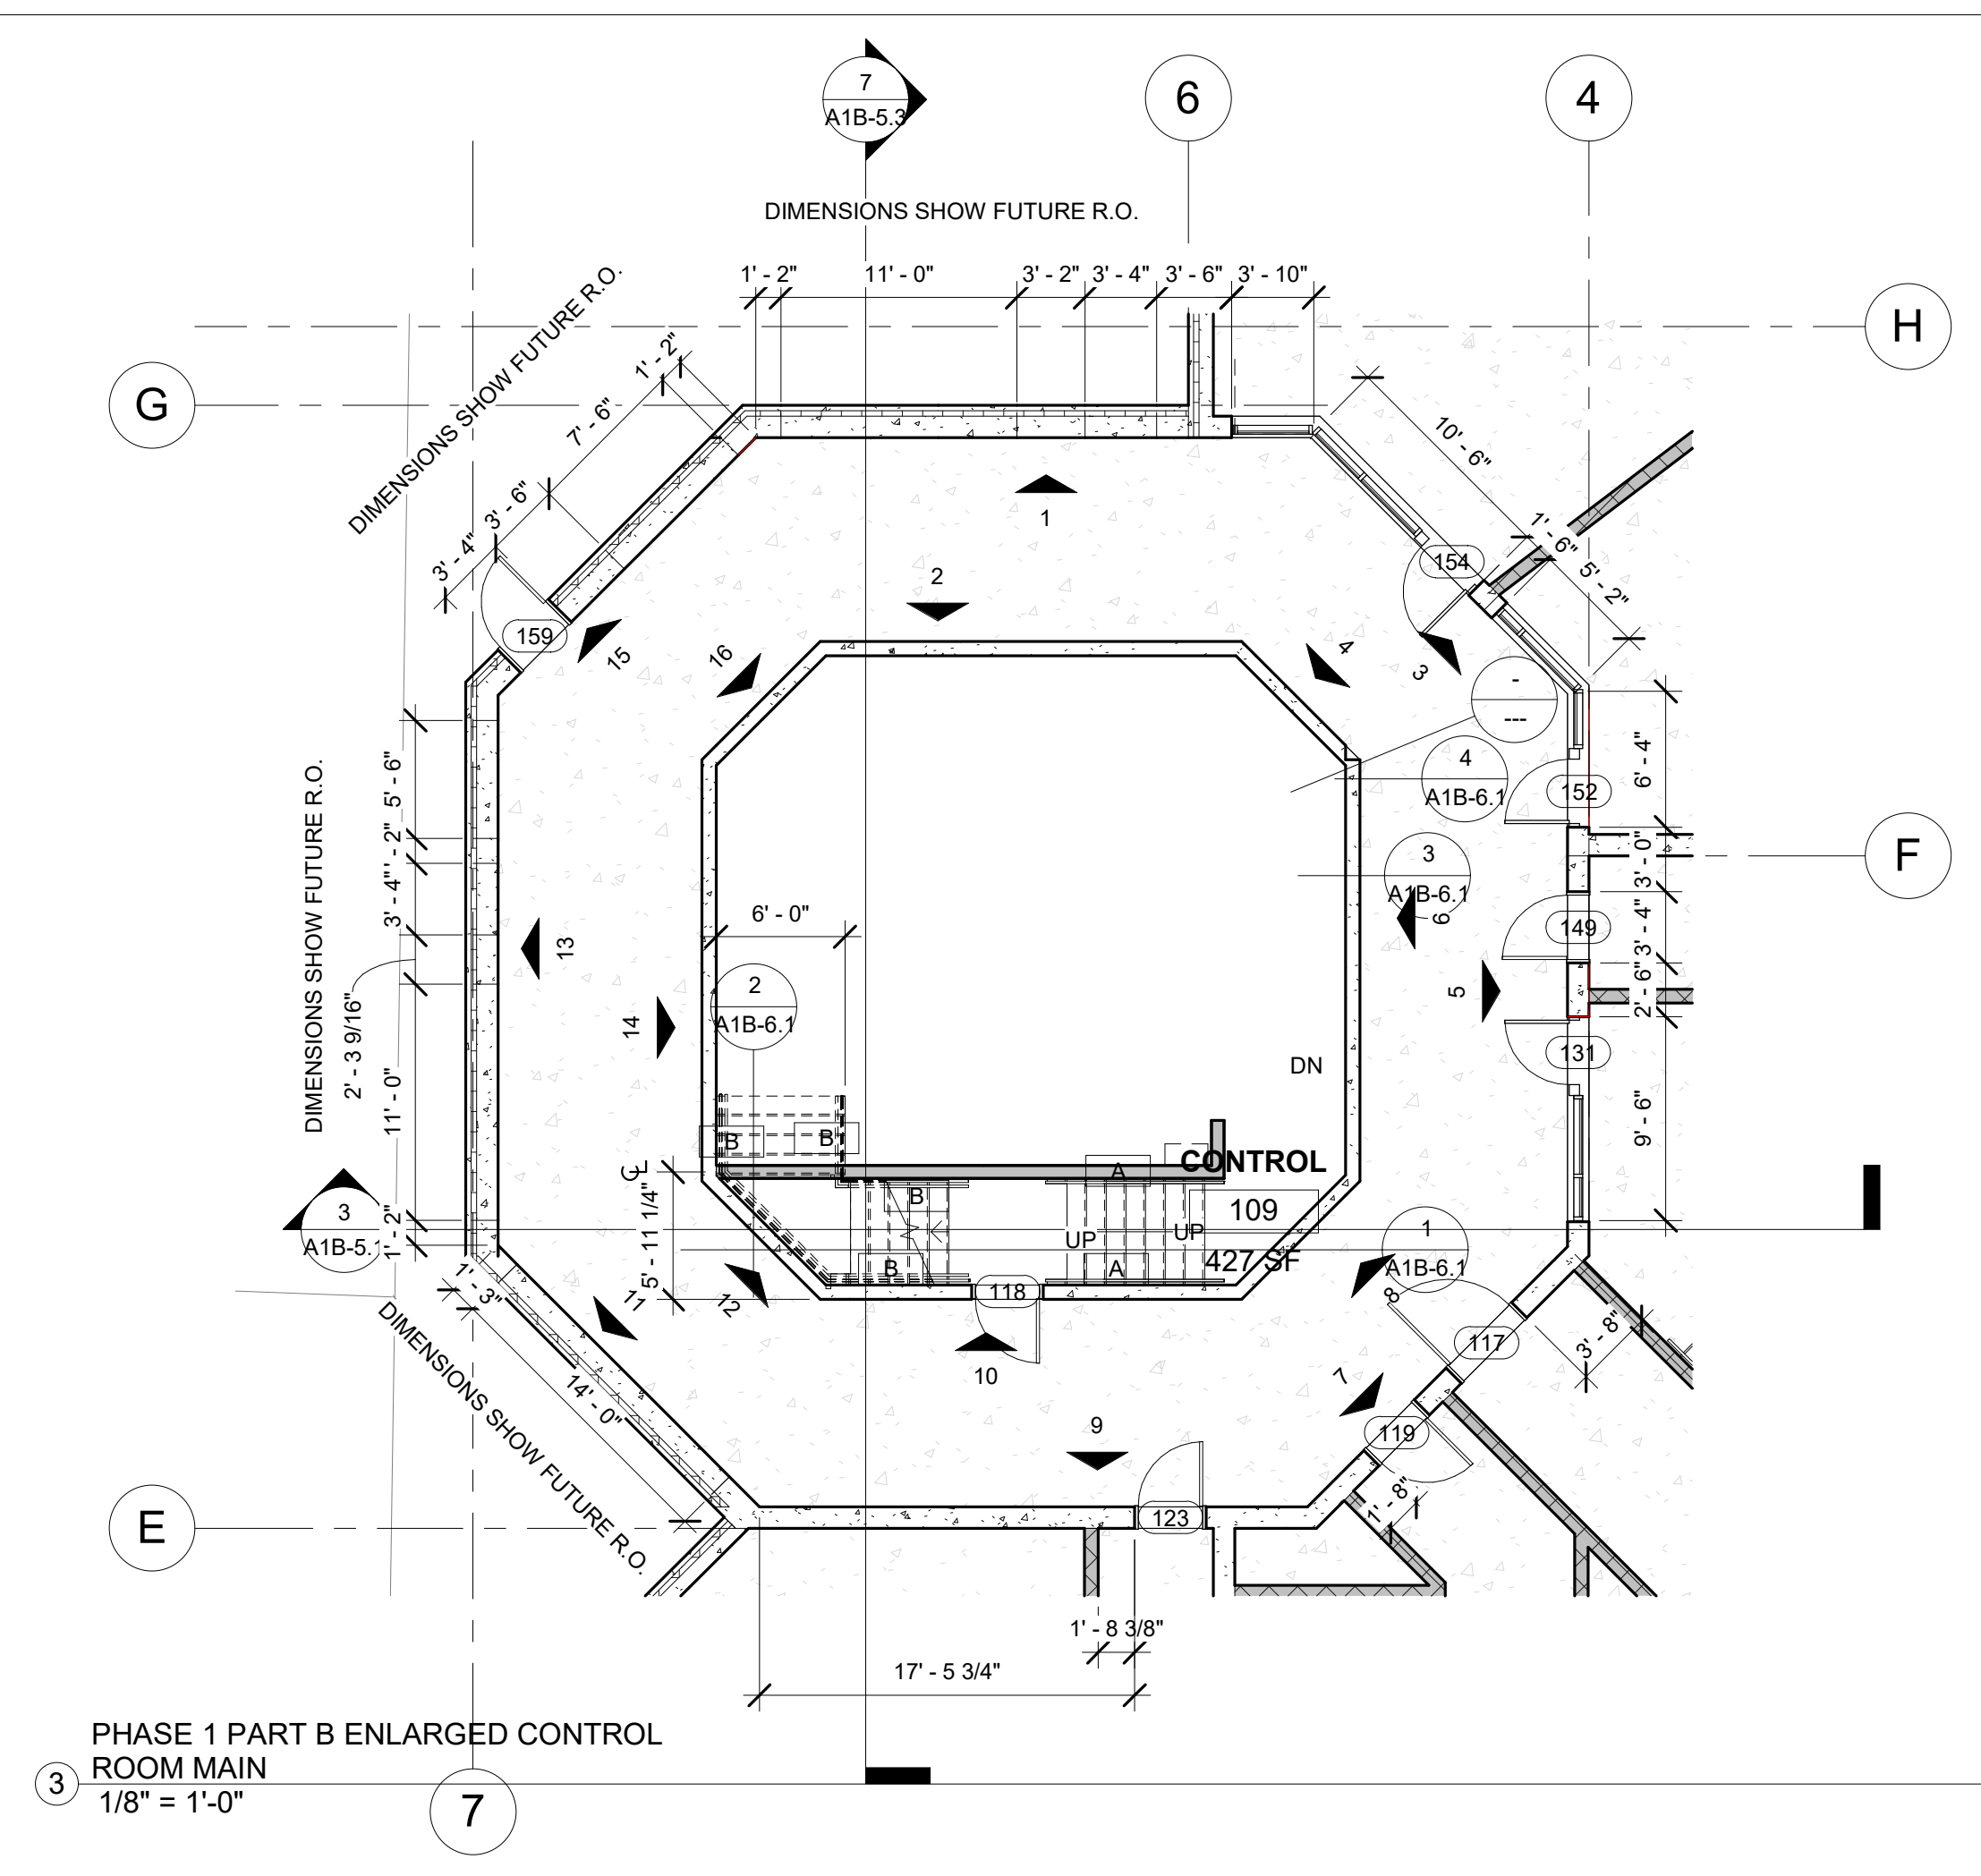 7
A1B-5.3
6
4
DIMENSIONS SHOW FUTURE R.O.
1' - 2"
11' - 0"
3' - 2"
3' - 4"
3' - 6"
3' - 10"
H
G
DIMENSIONS SHOW FUTURE R.O.
1' - 2"
7' - 6"
3' - 6"
3' - 4"
10' - 6"
1' - 6"
5' - 2"
1
2
154
159
15
16
4
3
-
---
4
A1B-6.1
152
6' - 4"
3' - 0"
F
3
A1B-6.1
6
149
3' - 4"
2' - 6"
5
131
9' - 6"
DIMENSIONS SHOW FUTURE R.O.
5' - 6"
3' - 4"
2' - 3 9/16"
11' - 0"
1' - 2"
13
14
6' - 0"
2
A1B-6.1
DN
B
B
A
CONTROL
109
427 SF
B
UP
UP
B
A
5' - 11 1/4"
3
A1B-5.1
1
A1B-6.1
8
117
3' - 8"
1' - 3"
14' - 0"
DIMENSIONS SHOW FUTURE R.O.
11
12
118
10
7
119
1' - 8"
9
123
E
1' - 8 3/8"
17' - 5 3/4"
PHASE 1 PART B ENLARGED CONTROL
ROOM MAIN
3
1/8" = 1'-0"
7